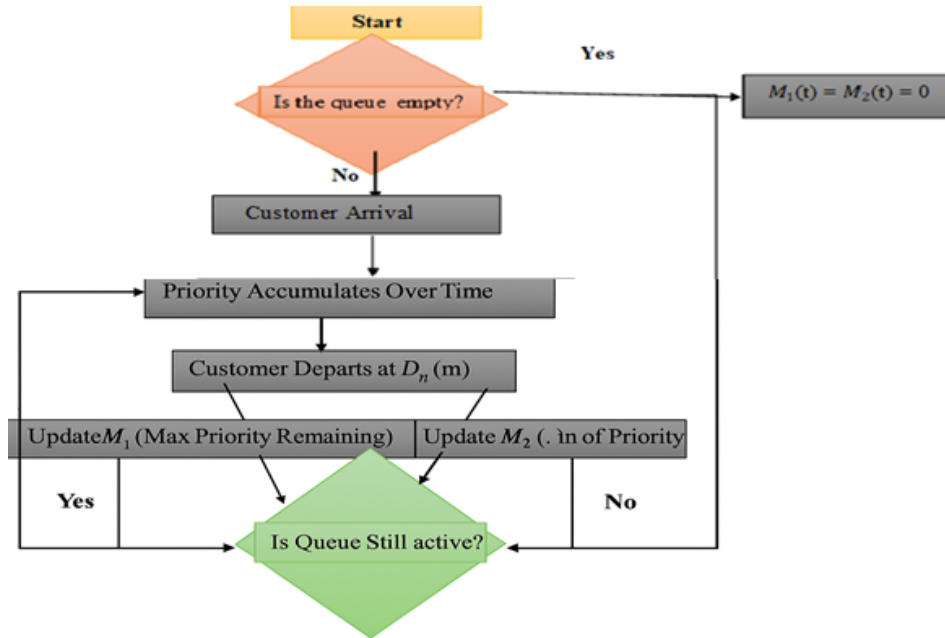 Start
Yes
Is the queue empty?
M₁(t) = M₂(t) = 0
No
Customer Arrival
Priority Accumulates Over Time
Customer Departs at Dₙ(m)
UpdateM₁(Max Priority Remaining)
Update M₂ ( of Priority
Yes
No
Is Queue Still active?